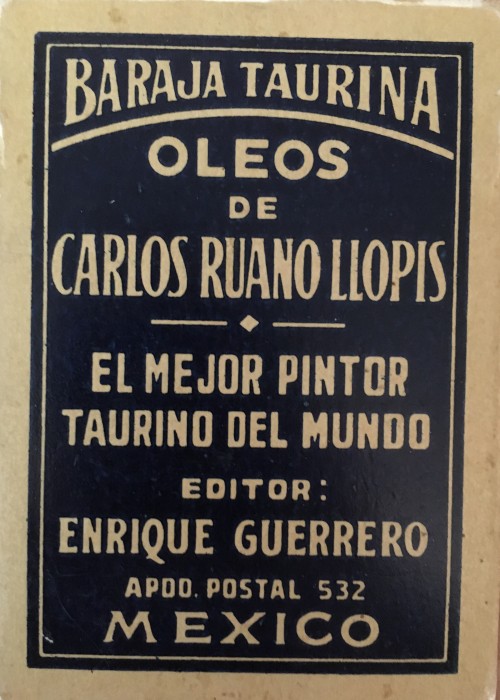 BARAJA TAURINA
OLEOS
DE
CARLOS RUANO LLOPIS
EL MEJOR PINTOR
TAURINO DEL MUNDO
EDITOR:
ENRIQUE GUERRERO
APDO. POSTAL 532
MEXICO